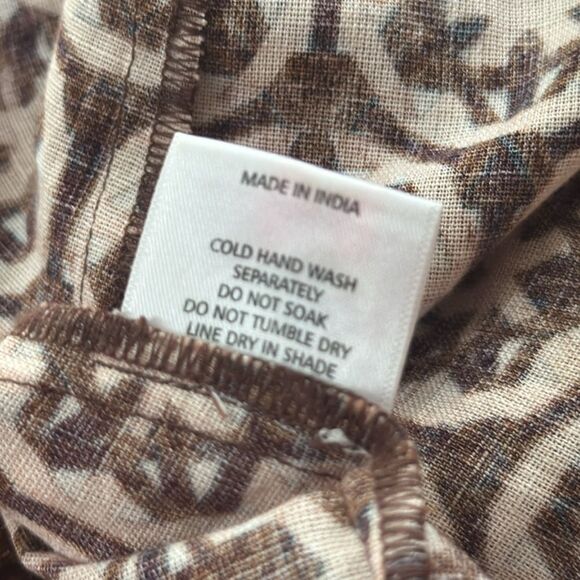 MADE IN INDIA
COLD HAND WASH
SEPARATELY
DO NOT SOAK
DO NOT TUMBLE DRY
LINE DRY IN SHADE